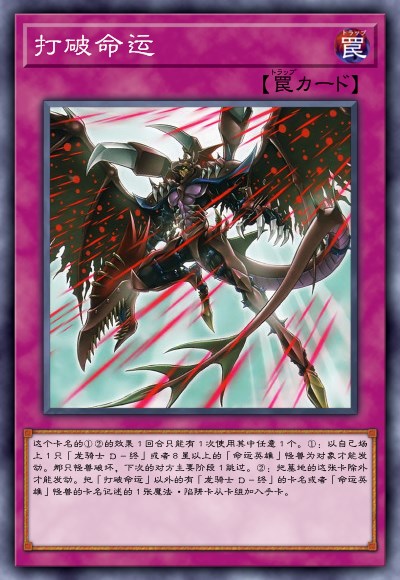 打破命运
トラップ
罠
トラップ
【罠カード】
这个卡名的①②的效果1回合只能有1次使用其中任意1个。①：以自己场
上1只「龙骑士 D－终」或者8星以上的「命运英雄」怪兽为对象才能发
动。那只怪兽破坏，下次的对方主要阶段1跳过。②：把墓地的这张卡除外
才能发动。把「打破命运」以外的有「龙骑士 D－终」的卡名或者「命运英
雄」怪兽的卡名记述的1张魔法·陷阱卡从卡组加入手卡。